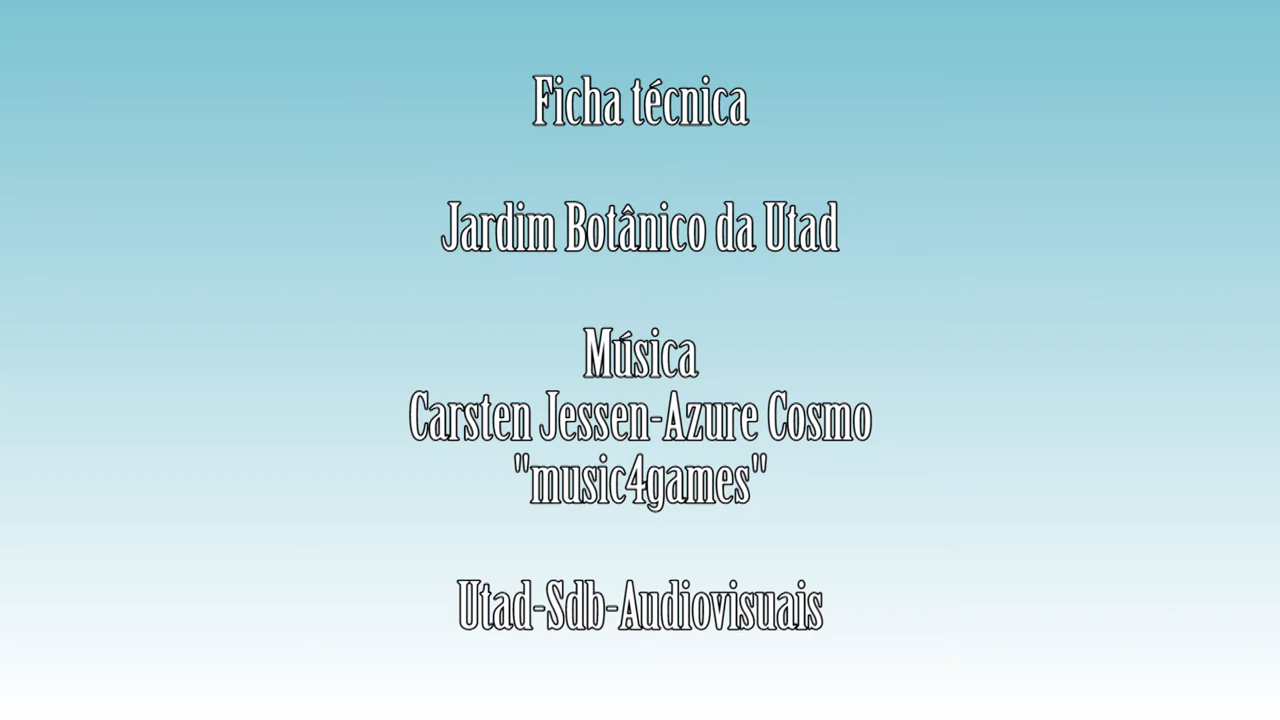 Ficha técnica
Jardim Botânico da Utad
Música
Carsten Jessen-Azure Cosmo
"music4games"
Utad-Sdb-Audiovisuais